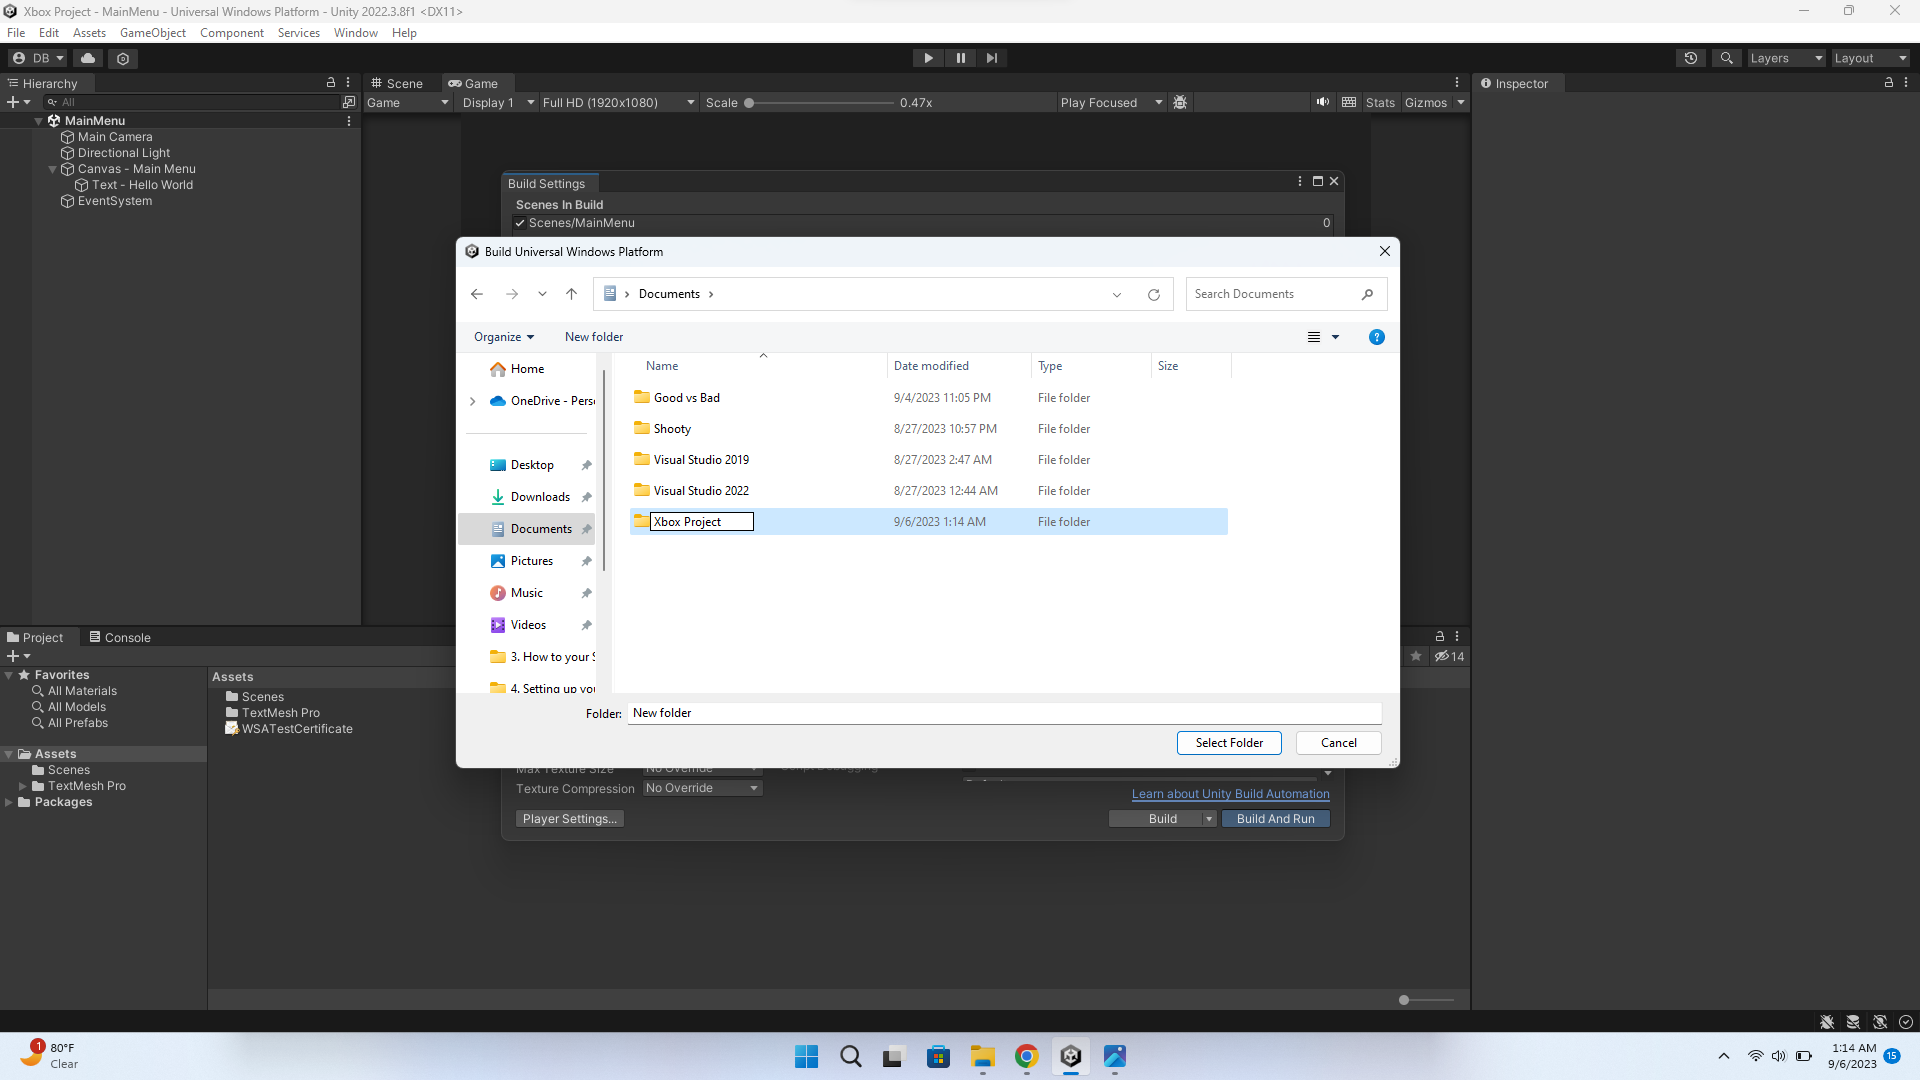 Xbox Project - MainMenu - Universal Windows Platform - Unity 2022.3.8f1 <DX11>
File Edit Assets GameObject Component Services Window Help
DB
Layers Layout
Hierarchy
Scene Game
Inspector
All
Game Display 1 Full HD (1920x1080) Scale 0.47x Play Focused Stats Gizmos
MainMenu
Main Camera
Directional Light
Canvas - Main Menu
Text - Hello World
EventSystem
Build Settings
Scenes In Build
Scenes/MainMenu 0
Build Universal Windows Platform
Documents
Search Documents
Organize New folder
Name Date modified Type Size
Home
OneDrive - Pers
Desktop
Downloads
Documents
Pictures
Music
Videos
3. How to your S
4. Setting up you
Good vs Bad 9/4/2023 11:05 PM File folder
Shooty 8/27/2023 10:57 PM File folder
Visual Studio 2019 8/27/2023 2:47 AM File folder
Visual Studio 2022 8/27/2023 12:44 AM File folder
Xbox Project 9/6/2023 1:14 AM File folder
Folder: New folder
Select Folder Cancel
Max Texture Size No Override Script Debugging
Texture Compression No Override
Learn about Unity Build Automation
Player Settings... Build Build And Run
Project Console
14
Favorites
All Materials
All Models
All Prefabs
Assets
Scenes
TextMesh Pro
Packages
Assets
Scenes
TextMesh Pro
WSATestCertificate
1
80°F
Clear
1:14 AM
9/6/2023
15